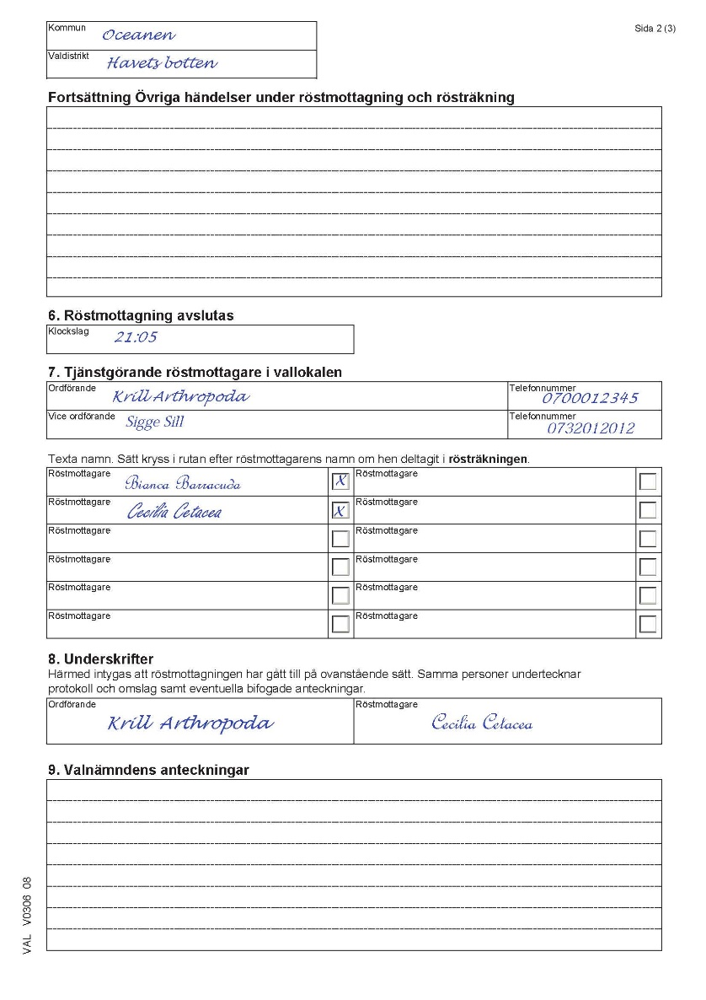 Kommun
Oceanen
Sida 2 (3)
Valdistrikt
Havets botten
Fortsättning Övriga händelser under röstmottagning och rösträkning
6. Röstmottagning avslutas
Klockslag
21:05
7. Tjänstgörande röstmottagare i vallokalen
Ordförande
Krill Arthropoda
Telefonnummer
0700012345
Vice ordförande
Sigge Sill
Telefonnummer
0732012012
Texta namn. Sätt kryss i rutan efter röstmottagarens namn om hen deltagit i rösträkningen.
Röstmottagare
Bianca Barracuda
X
Röstmottagare
Röstmottagare
Cecilia Cetacea
X
Röstmottagare
Röstmottagare
Röstmottagare
Röstmottagare
Röstmottagare
Röstmottagare
Röstmottagare
Röstmottagare
Röstmottagare
8. Underskrifter
Härmed intygas att röstmottagningen har gått till på ovanstående sätt. Samma personer undertecknar
protokoll och omslag samt eventuella bifogade anteckningar.
Ordförande
Krill Arthropoda
Röstmottagare
Cecilia Cetacea
9. Valnämndens anteckningar
VAL V0306 08